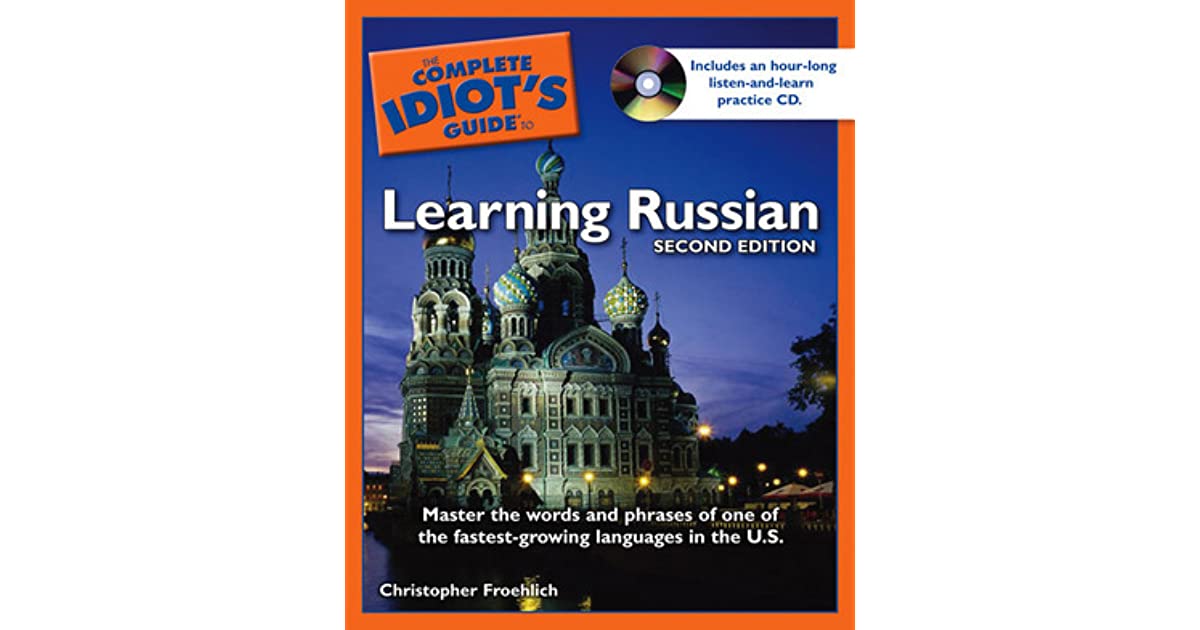 THE
COMPLETE
IDIOT'S
GUIDE® TO
Includes an hour-long
listen-and-learn
practice CD.
Learning Russian
SECOND EDITION
Master the words and phrases of one of
the fastest-growing languages in the U.S.
Christopher Froehlich